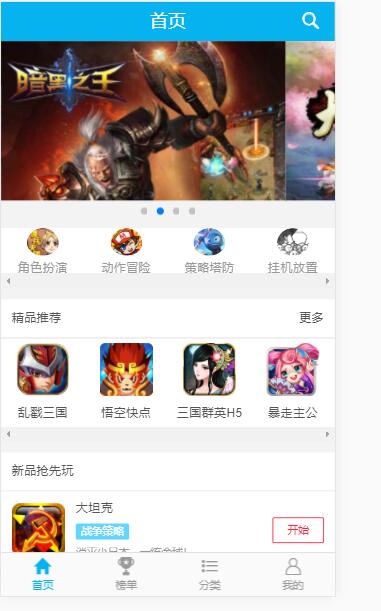 首页
暗黑之王
角色扮演 动作冒险 策略塔防 挂机放置
精品推荐 更多
乱戳三国 悟空快点 三国群英H5 暴走主公
新品抢先玩
大坦克
战争策略
开始
首页 榜单 分类 我的